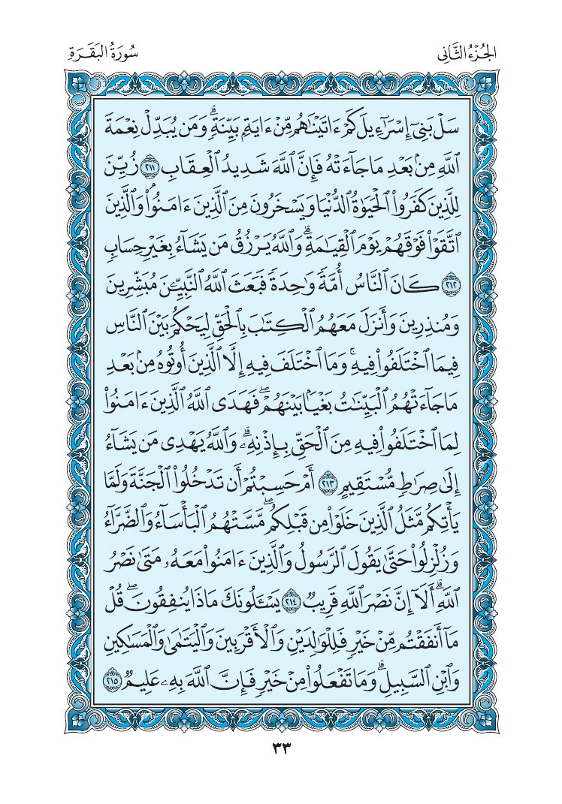 الجُزْءُ الثَّانِي
سُورَةُ البَقَرَةِ
سَلْ بَنِيٓ إِسْرَٰٓءِيلَ كَمْ ءَاتَيْنَٰهُم مِّنْ ءَايَةٍۭ بَيِّنَةٍۗ وَمَن يُبَدِّلْ نِعْمَةَ
ٱللَّهِ مِنۢ بَعْدِ مَا جَآءَتْهُ فَإِنَّ ٱللَّهَ شَدِيدُ ٱلْعِقَابِ ٢١١ زُيِّنَ
لِلَّذِينَ كَفَرُوا۟ ٱلْحَيَوٰةُ ٱلدُّنْيَا وَيَسْخَرُونَ مِنَ ٱلَّذِينَ ءَامَنُوا۟ۘ وَٱلَّذِينَ
ٱتَّقَوْا۟ فَوْقَهُمْ يَوْمَ ٱلْقِيَٰمَةِۗ وَٱللَّهُ يَرْزُقُ مَن يَشَآءُ بِغَيْرِ حِسَابٍ
٢١٢ كَانَ ٱلنَّاسُ أُمَّةً وَٰحِدَةً فَبَعَثَ ٱللَّهُ ٱلنَّبِيِّۦنَ مُبَشِّرِينَ
وَمُنذِرِينَ وَأَنزَلَ مَعَهُمُ ٱلْكِتَٰبَ بِٱلْحَقِّ لِيَحْكُمَ بَيْنَ ٱلنَّاسِ
فِيمَا ٱخْتَلَفُوا۟ فِيهِۚ وَمَا ٱخْتَلَفَ فِيهِ إِلَّا ٱلَّذِينَ أُوتُوهُ مِنۢ بَعْدِ
مَا جَآءَتْهُمُ ٱلْبَيِّنَٰتُ بَغْيًۢا بَيْنَهُمْۖ فَهَدَى ٱللَّهُ ٱلَّذِينَ ءَامَنُوا۟
لِمَا ٱخْتَلَفُوا۟ فِيهِ مِنَ ٱلْحَقِّ بِإِذْنِهِۦۗ وَٱللَّهُ يَهْدِى مَن يَشَآءُ
إِلَىٰ صِرَٰطٍ مُّسْتَقِيمٍ ٢١٣ أَمْ حَسِبْتُمْ أَن تَدْخُلُوا۟ ٱلْجَنَّةَ وَلَمَّا
يَأْتِكُم مَّثَلُ ٱلَّذِينَ خَلَوْا۟ مِن قَبْلِكُمۖ مَّسَّتْهُمُ ٱلْبَأْسَآءُ وَٱلضَّرَّآءُ
وَزُلْزِلُوا۟ حَتَّىٰ يَقُولَ ٱلرَّسُولُ وَٱلَّذِينَ ءَامَنُوا۟ مَعَهُۥ مَتَىٰ نَصْرُ
ٱللَّهِۗ أَلَآ إِنَّ نَصْرَ ٱللَّهِ قَرِيبٌ ٢١٤ يَسْـَٔلُونَكَ مَاذَا يُنفِقُونَۖ قُلْ
مَآ أَنفَقْتُم مِّنْ خَيْرٍ فَلِلْوَٰلِدَيْنِ وَٱلْأَقْرَبِينَ وَٱلْيَتَٰمَىٰ وَٱلْمَسَٰكِينِ
وَٱبْنِ ٱلسَّبِيلِۗ وَمَا تَفْعَلُوا۟ مِنْ خَيْرٍ فَإِنَّ ٱللَّهَ بِهِۦ عَلِيمٌ ٢١٥
٣٣